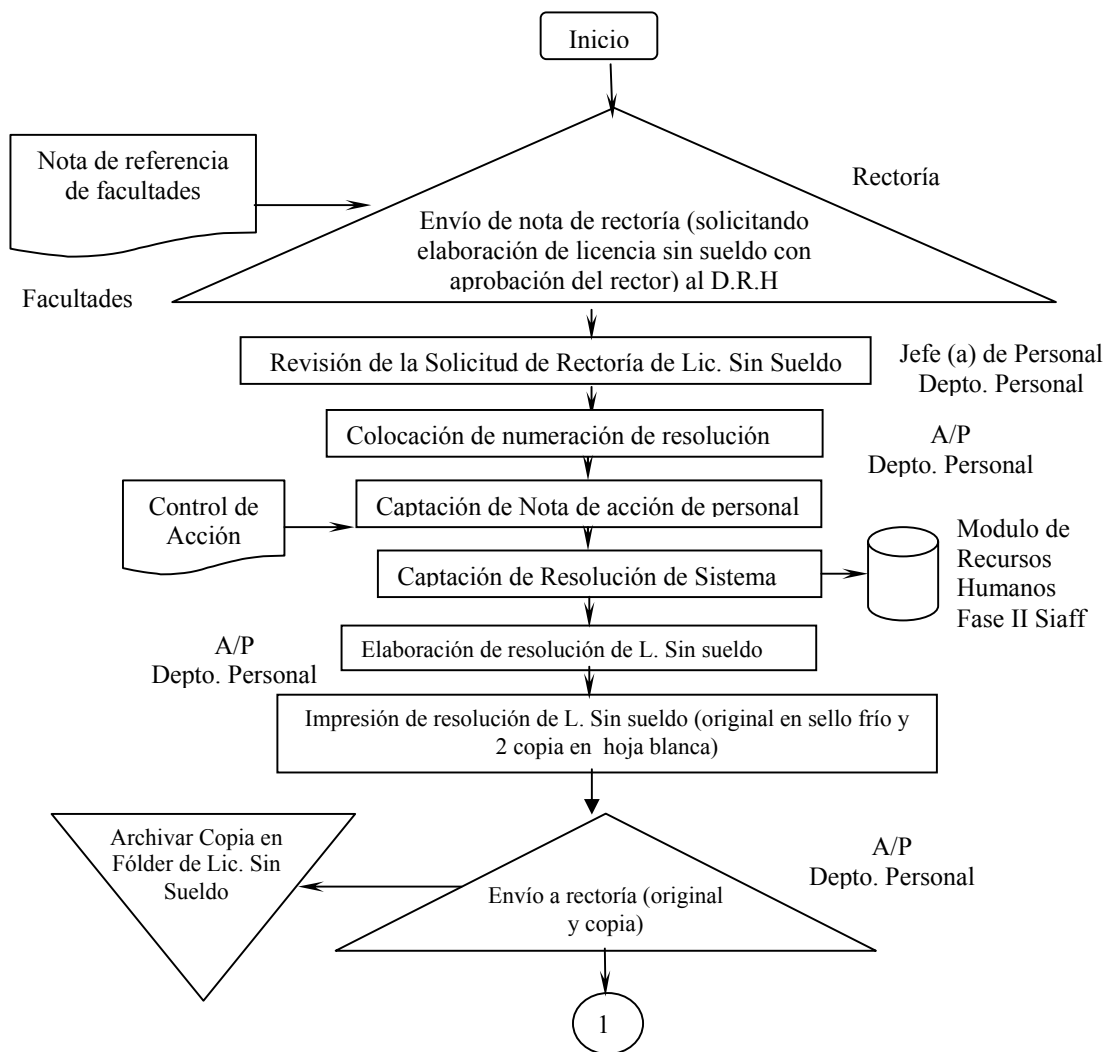 Inicio
Nota de referencia
de facultades
Rectoría
Envío de nota de rectoría (solicitando
elaboración de licencia sin sueldo con
aprobación del rector) al D.R.H
Facultades
Revisión de la Solicitud de Rectoría de Lic. Sin Sueldo
Jefe (a) de Personal
Depto. Personal
Colocación de numeración de resolución
A/P
Depto. Personal
Control de
Acción
Captación de Nota de acción de personal
Captación de Resolución de Sistema
Modulo de
Recursos
Humanos
Fase II Siaff
A/P
Depto. Personal
Elaboración de resolución de L. Sin sueldo
Impresión de resolución de L. Sin sueldo (original en sello frío y
2 copia en hoja blanca)
Archivar Copia en
Fólder de Lic. Sin
Sueldo
A/P
Depto. Personal
Envío a rectoría (original
y copia)
1